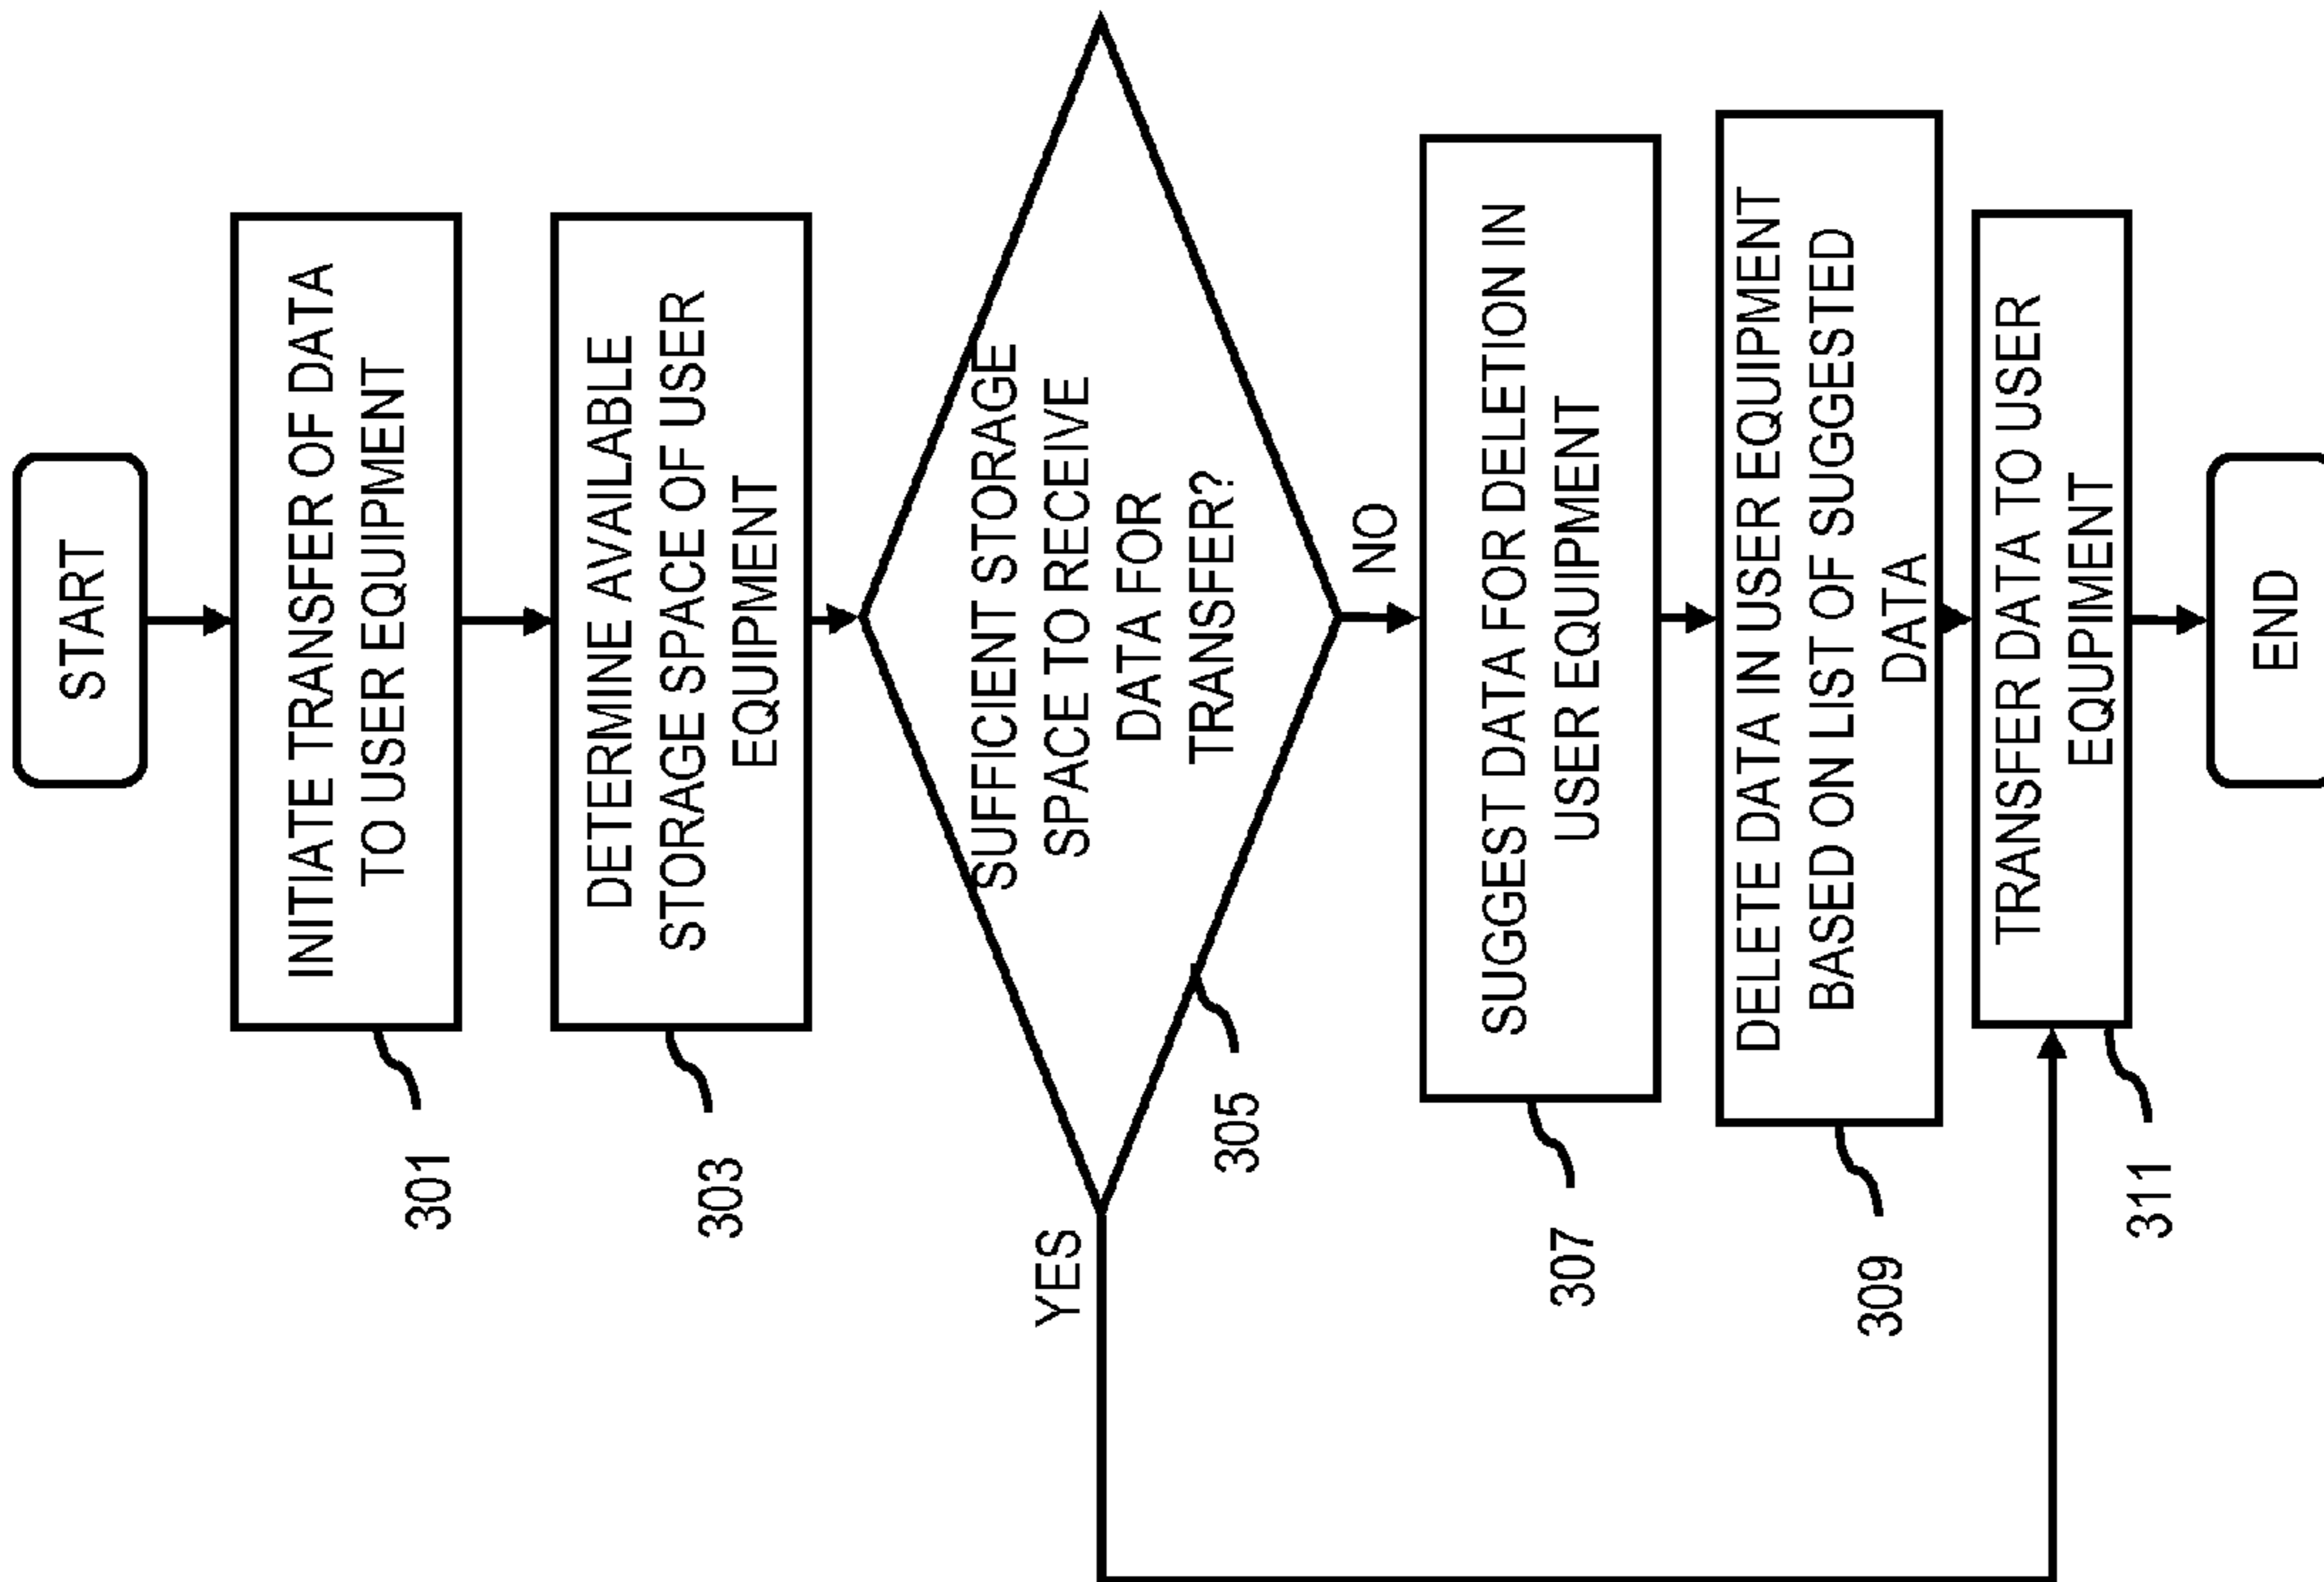 START
INITIATE TRANSFER OF DATA
TO USER EQUIPMENT
301
DETERMINE AVAILABLE
STORAGE SPACE OF USER
EQUIPMENT
303
SUFFICIENT STORAGE
SPACE TO RECEIVE
DATA FOR
TRANSFER?
YES
305
NO
SUGGEST DATA FOR DELETION IN
USER EQUIPMENT
307
DELETE DATA IN USER EQUIPMENT
BASED ON LIST OF SUGGESTED
DATA
309
TRANSFER DATA TO USER
EQUPIMENT
311
END